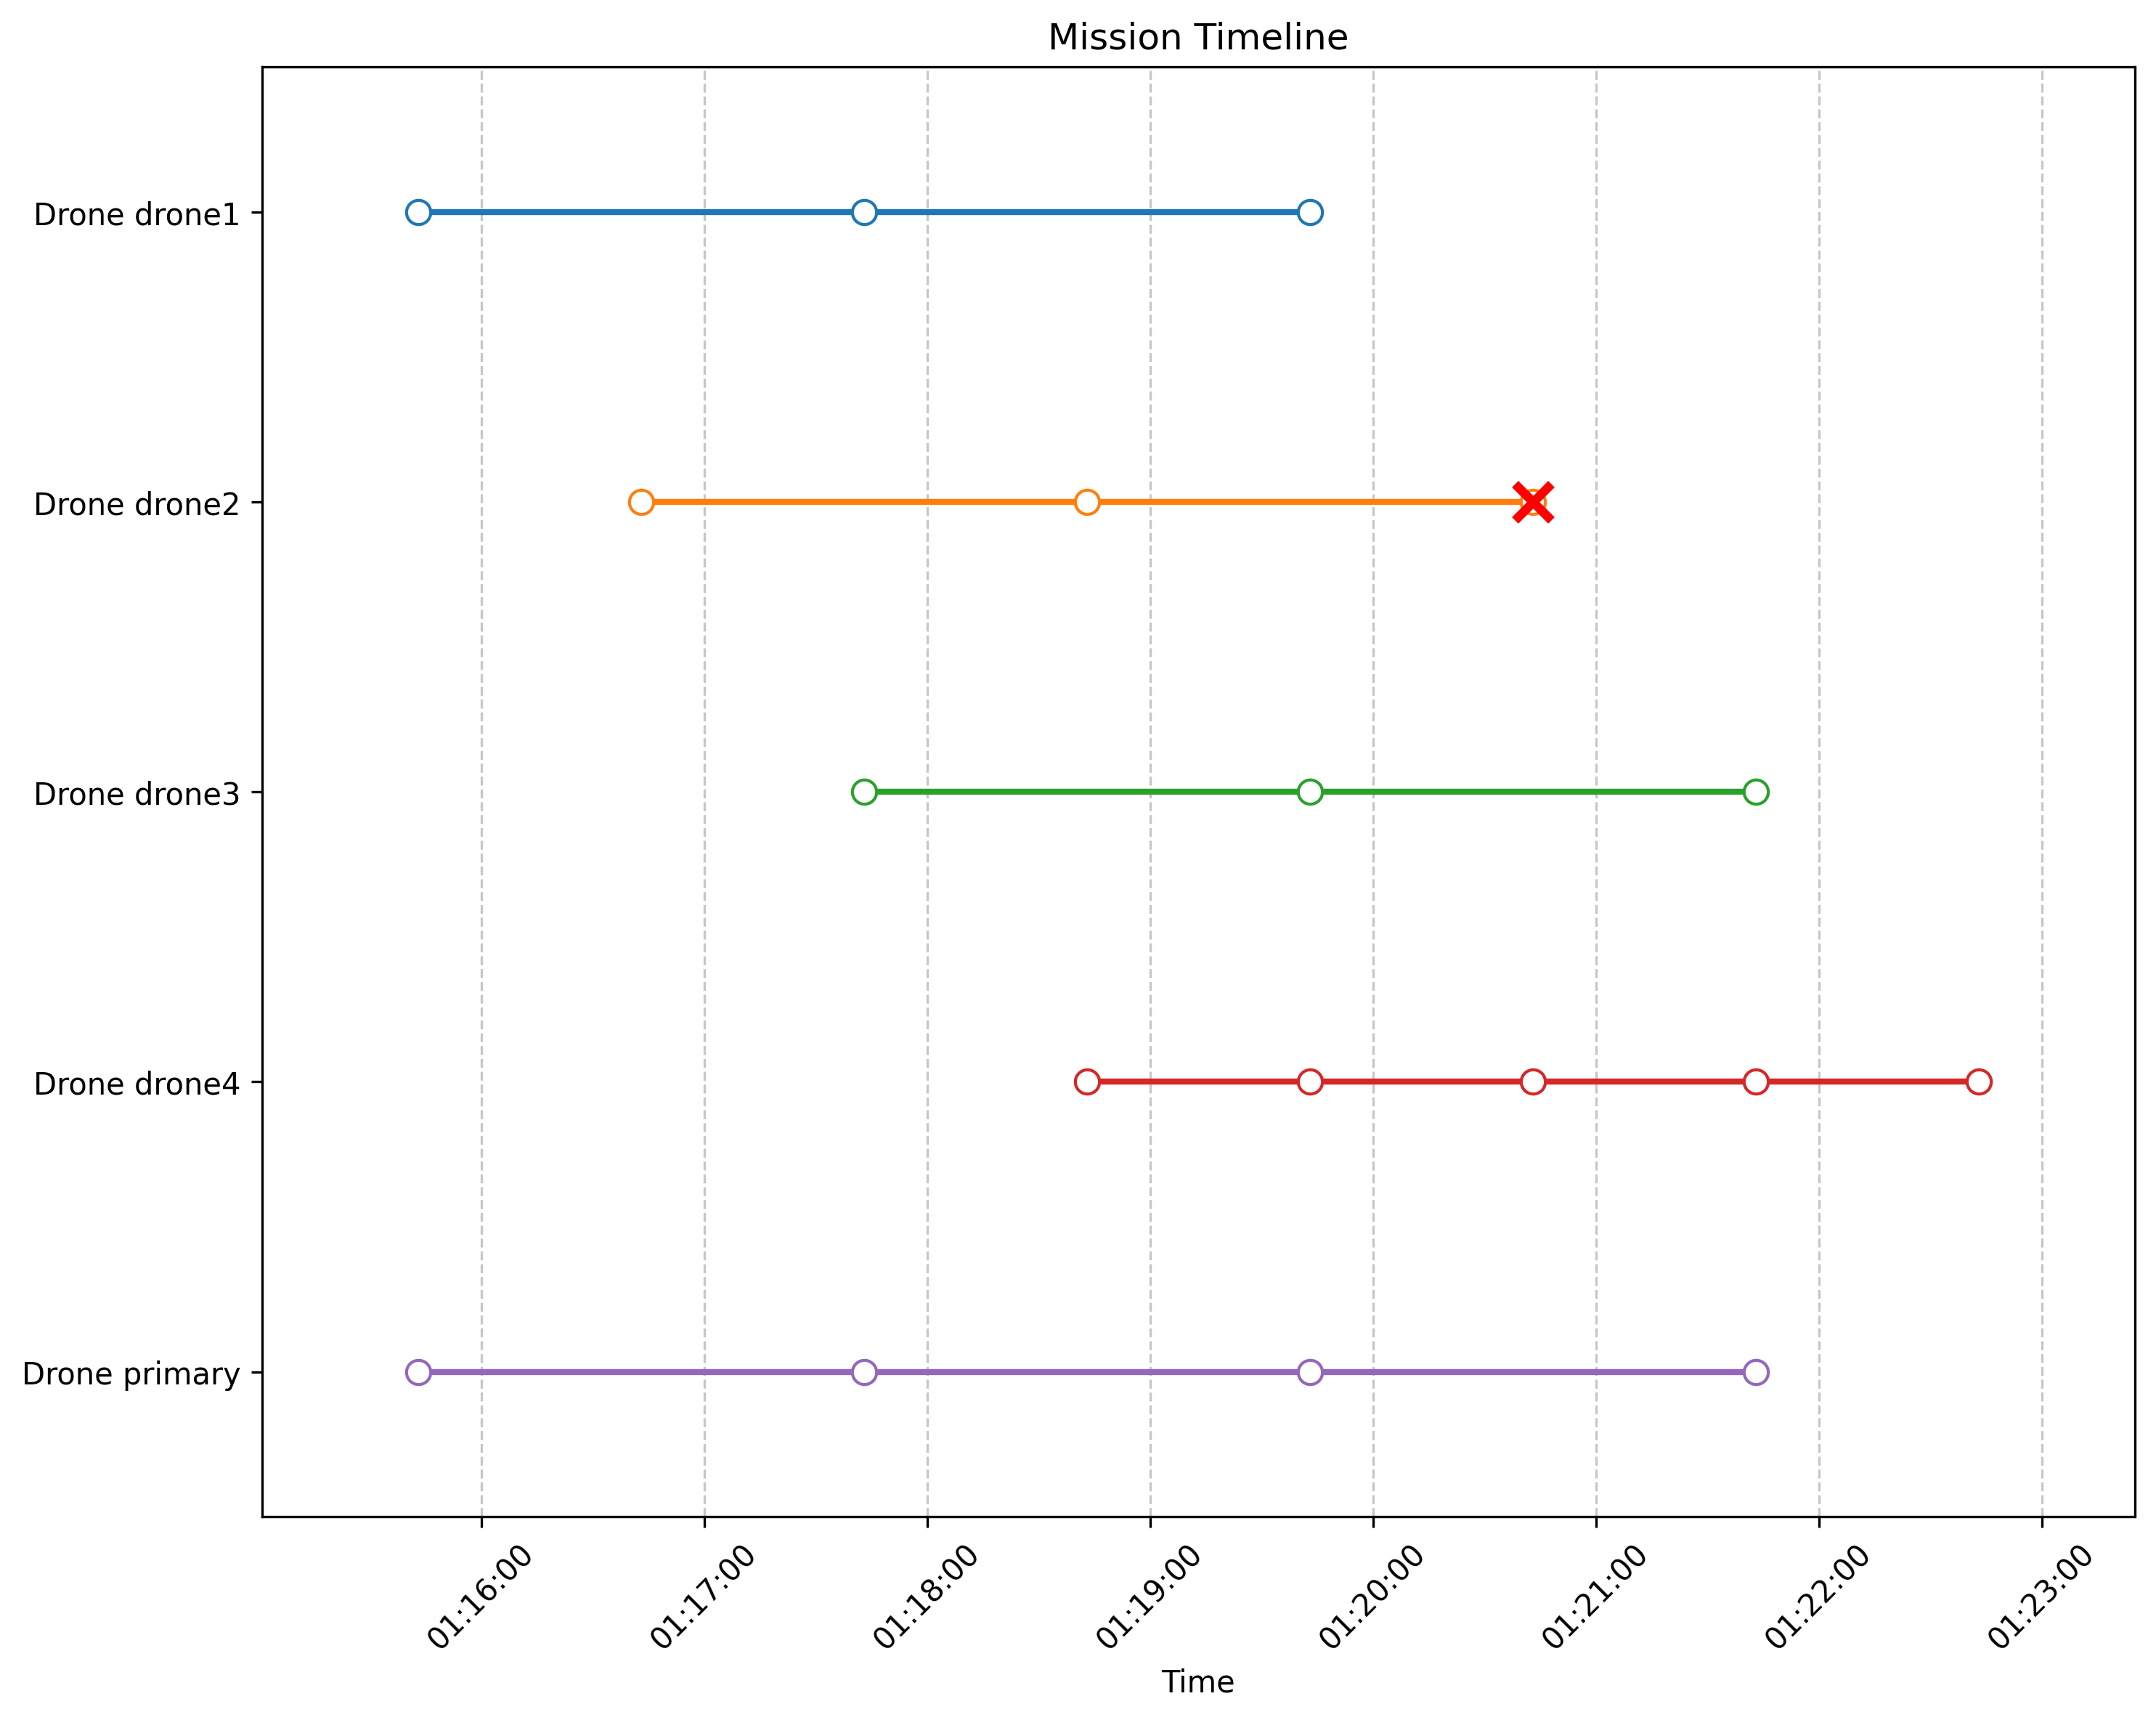 Mission Timeline
Drone drone1
Drone drone2
Drone drone3
Drone drone4
Drone primary
01:16:00
01:17:00
01:18:00
01:19:00
01:20:00
01:21:00
01:22:00
01:23:00
Time